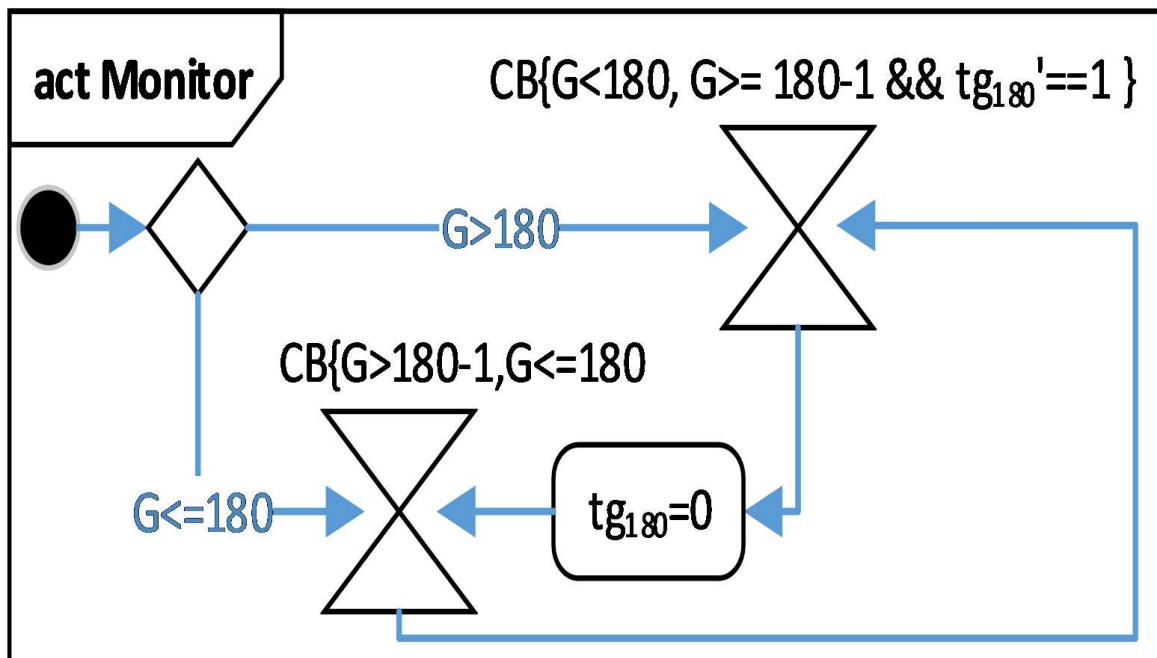 act Monitor
CB{G<180, G>= 180-1 && tg₁₈₀'==1 }
G>180
CB{G>180-1,G<=180
G<=180
tg₁₈₀=0